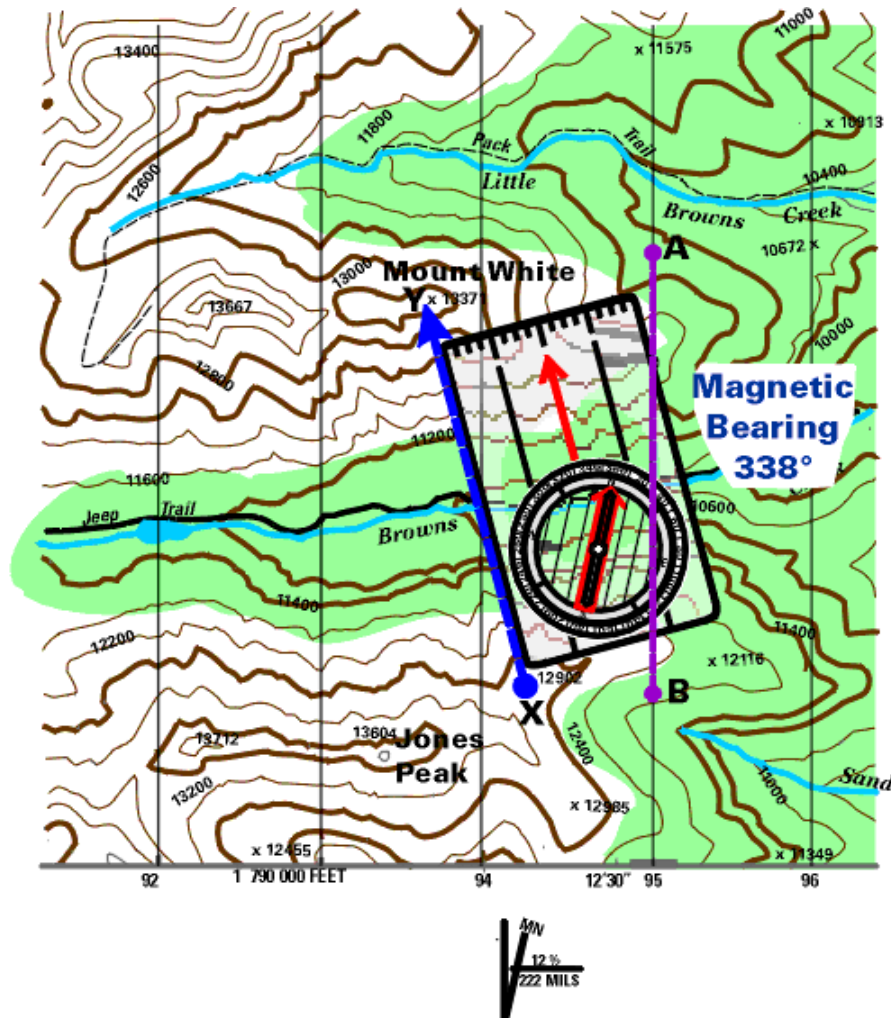 11000
13400
x 11575
11800
Pack
Trail
x 10913
12600
Little
10400
Browns
Creek
10672 x
13000
Mount White
A
Y
x 13371
13667
10000
12800
Magnetic
Bearing
338°
11200
11600
10600
Jeep
Trail
Browns
11400
11400
12200
x 12116
12902
B
X
13604
12400
13712
Jones
Peak
13200
11000
Sand
x 12985
x 12455
x 11349
92
1 790 000 FEET
94
12'30"
95
96
MN
12 ½
222 MILS